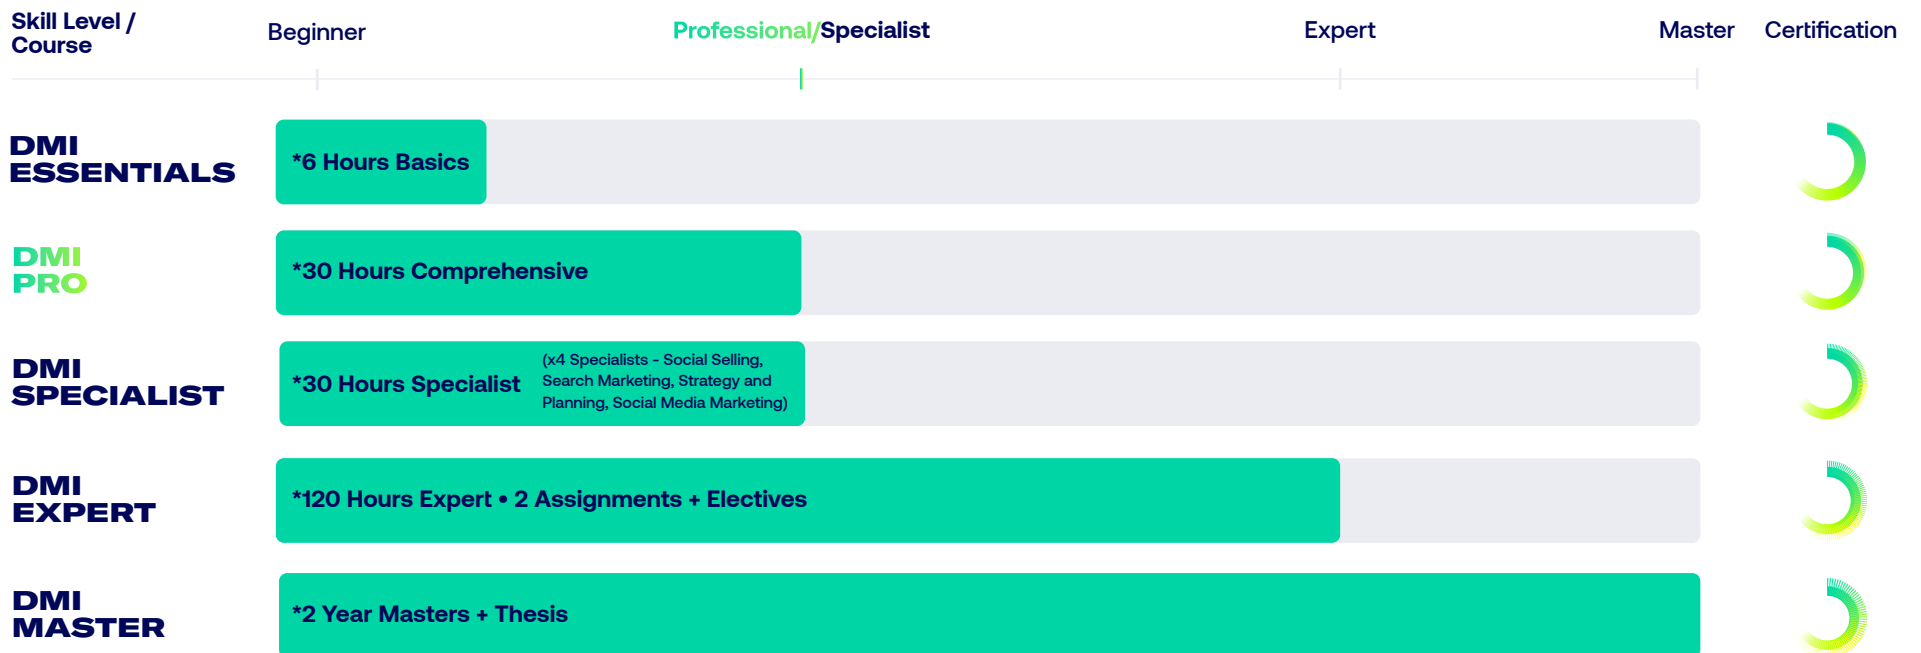 Skill Level /
Course
Beginner
Professional/Specialist
Expert
Master
Certification
DMI
ESSENTIALS
*6 Hours Basics
DMI
PRO
*30 Hours Comprehensive
DMI
SPECIALIST
*30 Hours Specialist
(x4 Specialists - Social Selling,
Search Marketing, Strategy and
Planning, Social Media Marketing)
DMI
EXPERT
*120 Hours Expert • 2 Assignments + Electives
DMI
MASTER
*2 Year Masters + Thesis